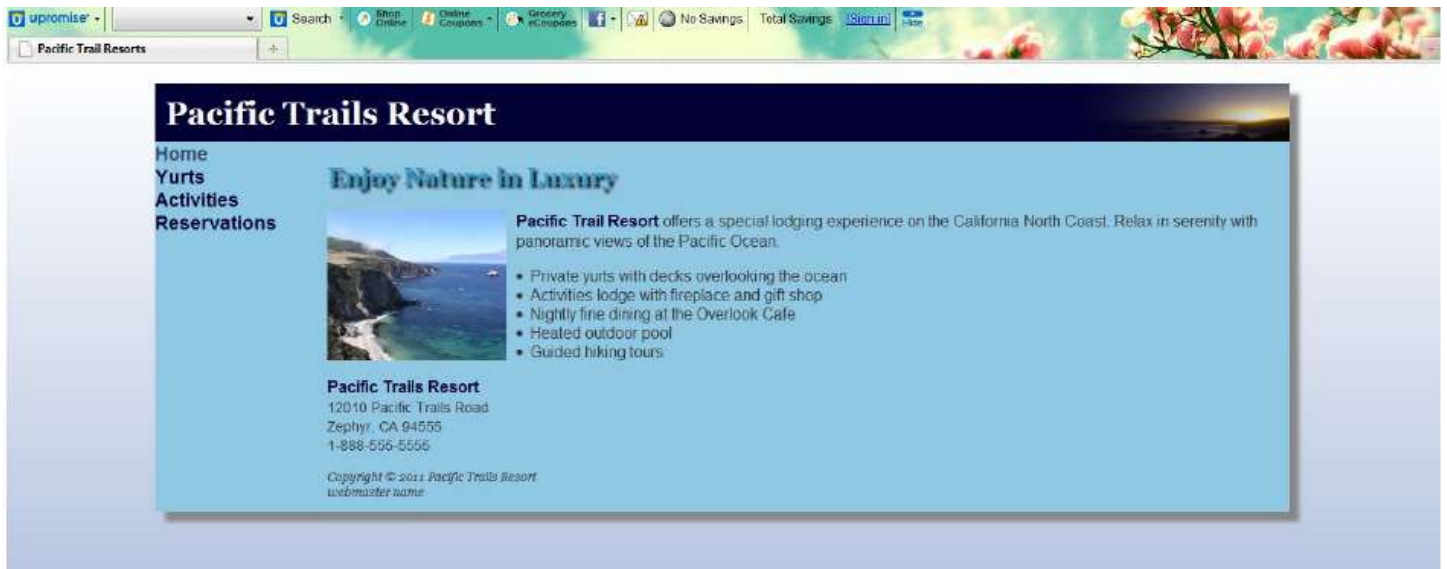 upromise
Search
Shop Online
Online Coupons
Grocery eCoupons
No Savings
Total Savings
[Sign in]
Hide
Pacific Trail Resorts
Pacific Trails Resort
Home
Yurts
Activities
Reservations
Enjoy Nature in Luxury
Pacific Trail Resort offers a special lodging experience on the California North Coast. Relax in serenity with
panoramic views of the Pacific Ocean.
• Private yurts with decks overlooking the ocean
• Activities lodge with fireplace and gift shop
• Nightly fine dining at the Overlook Cafe
• Heated outdoor pool
• Guided hiking tours
Pacific Trails Resort
12010 Pacific Trails Road
Zephyr, CA 94555
1-888-555-5555
Copyright © 2011 Pacific Trails Resort
webmaster name